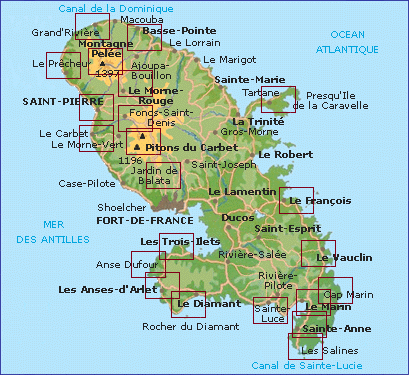 Canal de la Dominique
Macouba
Grand'Rivière
Basse-Pointe
OCEAN
ATLANTIQUE
Montagne
Pelée
1397
Le Lorrain
Le Prêcheur
Ajoupa-
Bouillon
Le Marigot
Sainte-Marie
Tartane
Presqu'Ile
de la Caravelle
SAINT-PIERRE
Le Morne-
Rouge
Fonds-Saint-
Denis
La Trinité
Gros-Morne
Le Carbet
Le Morne-Vert
Pitons du Carbet
1196
Le Robert
Saint-Joseph
Jardin de
Balata
Case-Pilote
Le Lamentin
Le François
Shoelcher
FORT-DE-FRANCE
Ducos
Saint-Esprit
MER
DES ANTILLES
Les Trois-Ilets
Rivière-Salée
Le Vauclin
Anse Dufour
Rivière-
Pilote
Les Anses-d'Arlet
Cap Marin
Le Diamant
Sainte-
Luce
Le Marin
Rocher du Diamant
Sainte-Anne
Les Salines
Canal de Sainte-Lucie